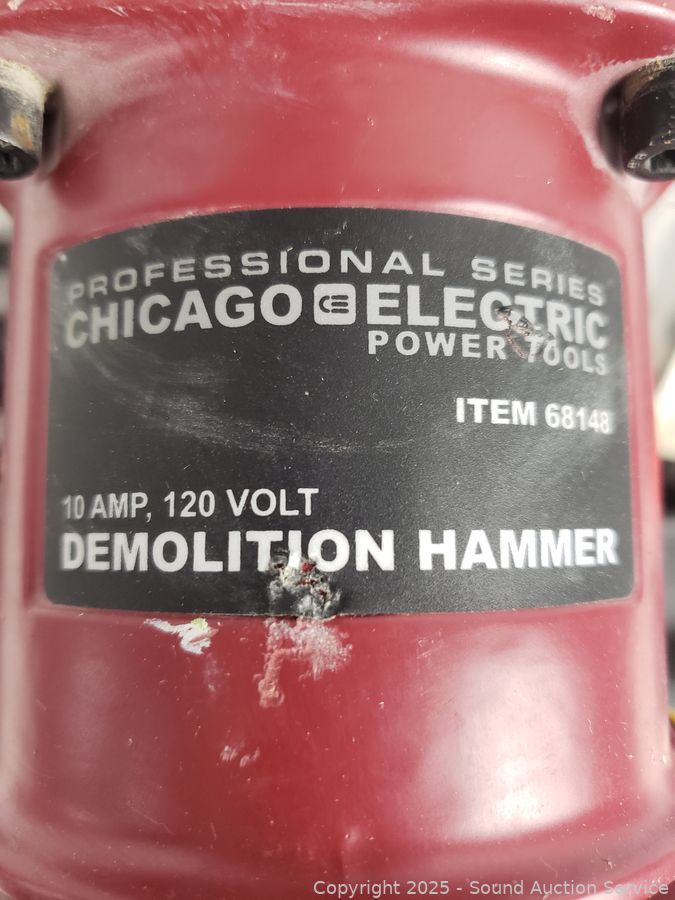 PROFESSIONAL SERIES
CHICAGO ELECTRIC
POWER TOOLS
ITEM 68148
10 AMP, 120 VOLT
DEMOLITION HAMMER
Copyright 2025 - Sound Auction Service